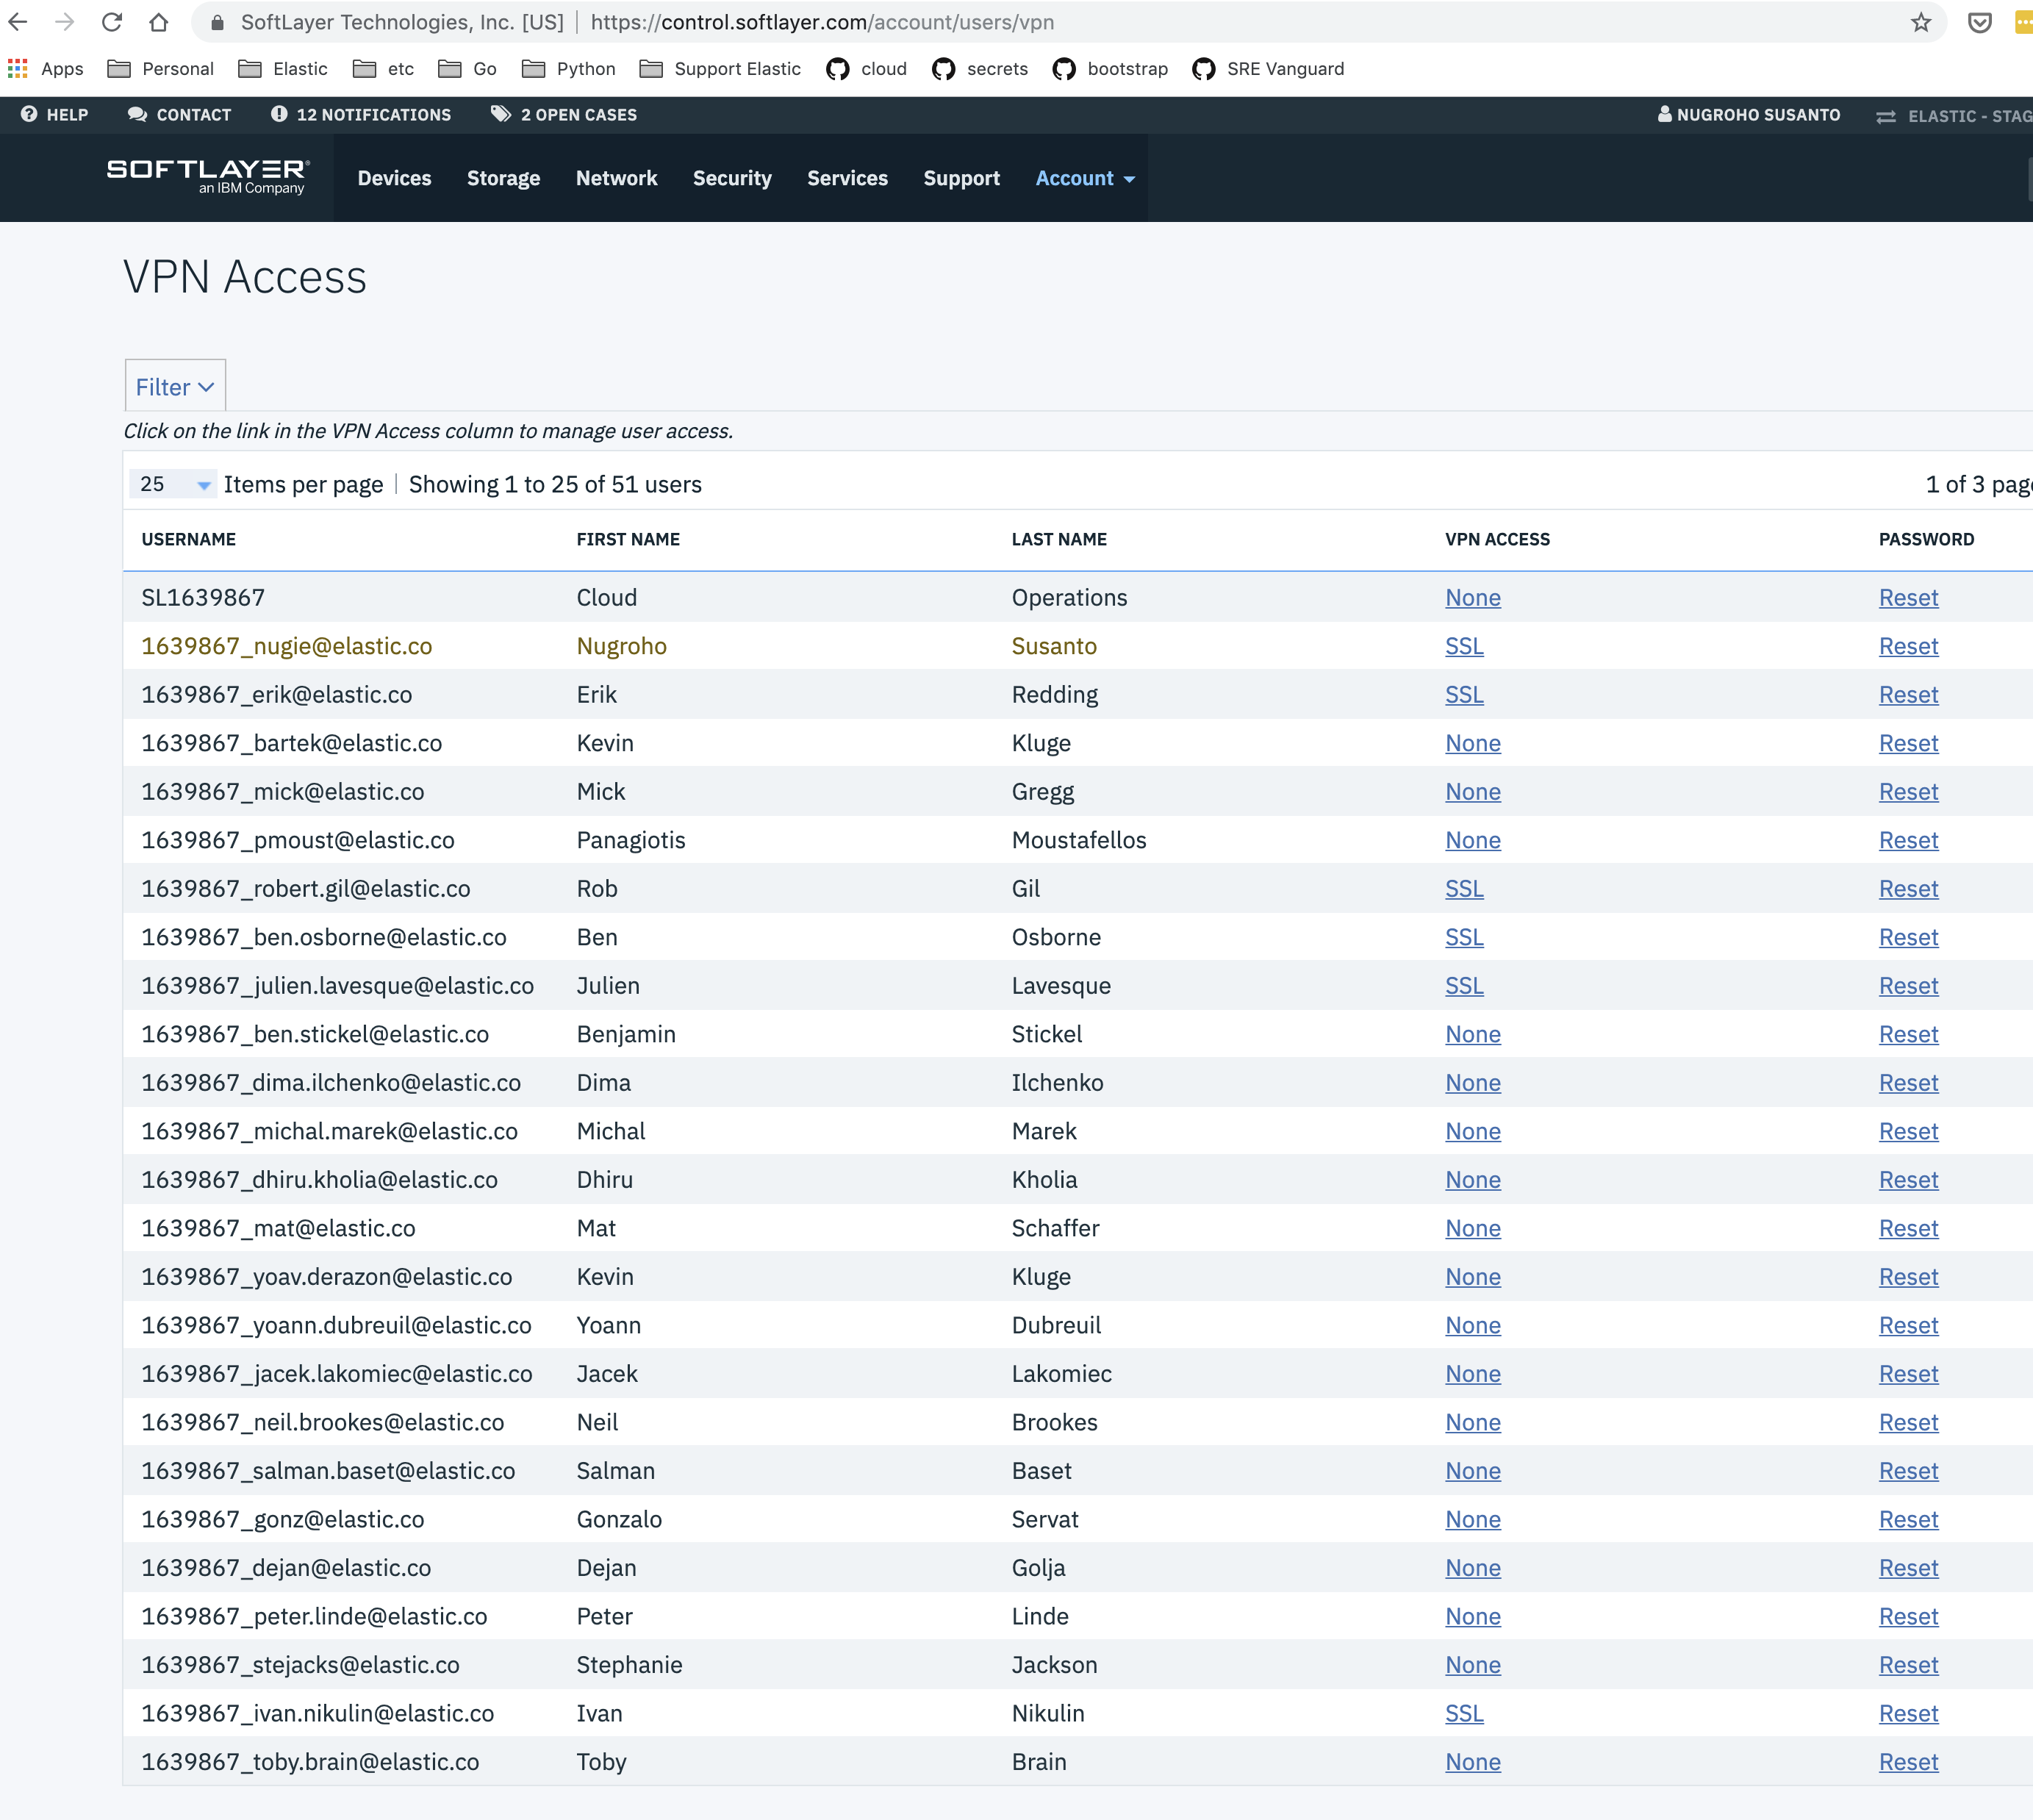 SoftLayer Technologies, Inc. [US] | https://control.softlayer.com/account/users/vpn
Apps Personal Elastic etc Go Python Support Elastic cloud secrets bootstrap SRE Vanguard
HELP CONTACT 12 NOTIFICATIONS 2 OPEN CASES NUGROHO SUSANTO ELASTIC - STAG
SOFTLAYER®
an IBM Company
Devices Storage Network Security Services Support Account
VPN Access
Filter
Click on the link in the VPN Access column to manage user access.
25 Items per page | Showing 1 to 25 of 51 users 1 of 3 page
USERNAME FIRST NAME LAST NAME VPN ACCESS PASSWORD
SL1639867 Cloud Operations None Reset
1639867_nugie@elastic.co Nugroho Susanto SSL Reset
1639867_erik@elastic.co Erik Redding SSL Reset
1639867_bartek@elastic.co Kevin Kluge None Reset
1639867_mick@elastic.co Mick Gregg None Reset
1639867_pmoust@elastic.co Panagiotis Moustafellos None Reset
1639867_robert.gil@elastic.co Rob Gil SSL Reset
1639867_ben.osborne@elastic.co Ben Osborne SSL Reset
1639867_julien.lavesque@elastic.co Julien Lavesque SSL Reset
1639867_ben.stickel@elastic.co Benjamin Stickel None Reset
1639867_dima.ilchenko@elastic.co Dima Ilchenko None Reset
1639867_michal.marek@elastic.co Michal Marek None Reset
1639867_dhiru.kholia@elastic.co Dhiru Kholia None Reset
1639867_mat@elastic.co Mat Schaffer None Reset
1639867_yoav.derazon@elastic.co Kevin Kluge None Reset
1639867_yoann.dubreuil@elastic.co Yoann Dubreuil None Reset
1639867_jacek.lakomiec@elastic.co Jacek Lakomiec None Reset
1639867_neil.brookes@elastic.co Neil Brookes None Reset
1639867_salman.baset@elastic.co Salman Baset None Reset
1639867_gonz@elastic.co Gonzalo Servat None Reset
1639867_dejan@elastic.co Dejan Golja None Reset
1639867_peter.linde@elastic.co Peter Linde None Reset
1639867_stejacks@elastic.co Stephanie Jackson None Reset
1639867_ivan.nikulin@elastic.co Ivan Nikulin SSL Reset
1639867_toby.brain@elastic.co Toby Brain None Reset